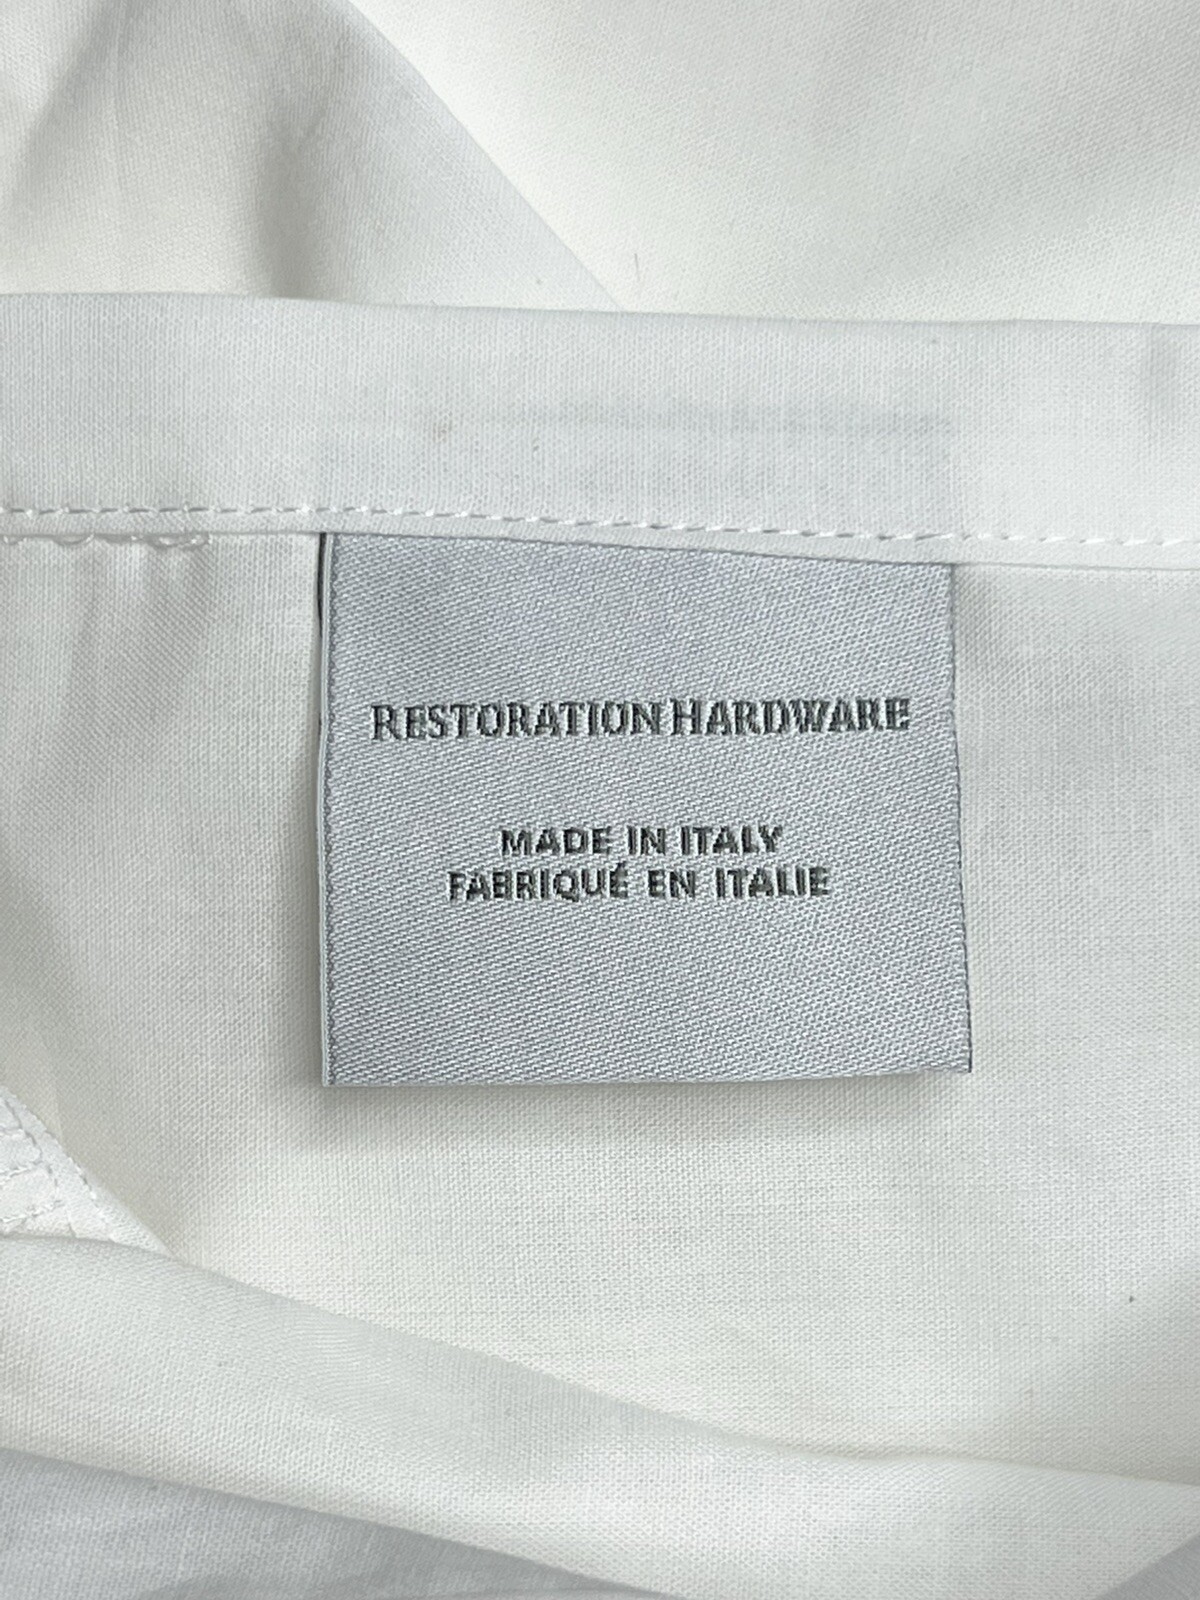 RESTORATION HARDWARE
MADE IN ITALY
FABRIQUÉ EN ITALIE